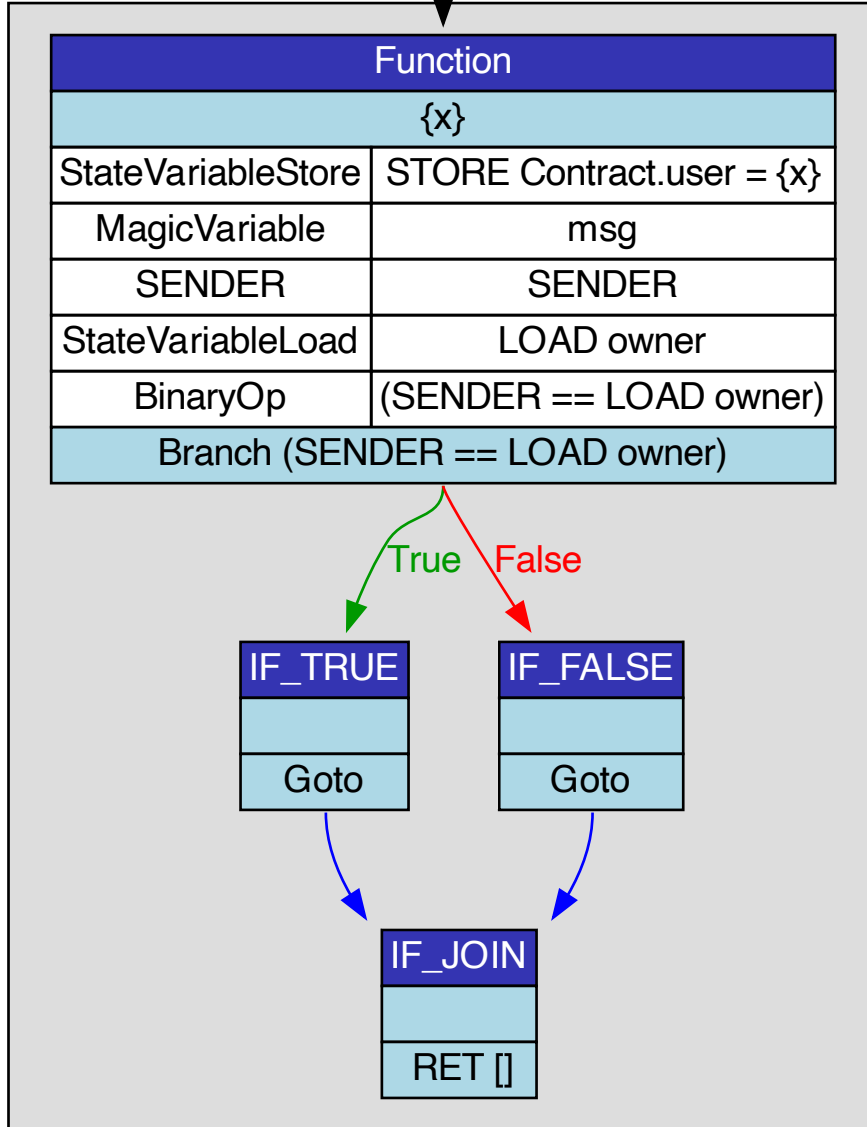 Function
{x}
StateVariableStore STORE Contract.user = {x}
MagicVariable msg
SENDER SENDER
StateVariableLoad LOAD owner
BinaryOp (SENDER == LOAD owner)
Branch (SENDER == LOAD owner)
True False
IF_TRUE IF_FALSE
Goto Goto
IF_JOIN
RET []